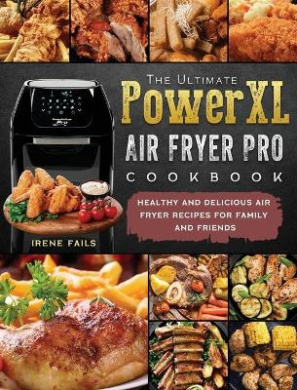 The Ultimate
PowerXL
AIR FRYER PRO
COOKBOOK
HEALTHY AND DELICIOUS AIR
FRYER RECIPES FOR FAMILY
AND FRIENDS
IRENE FAILS